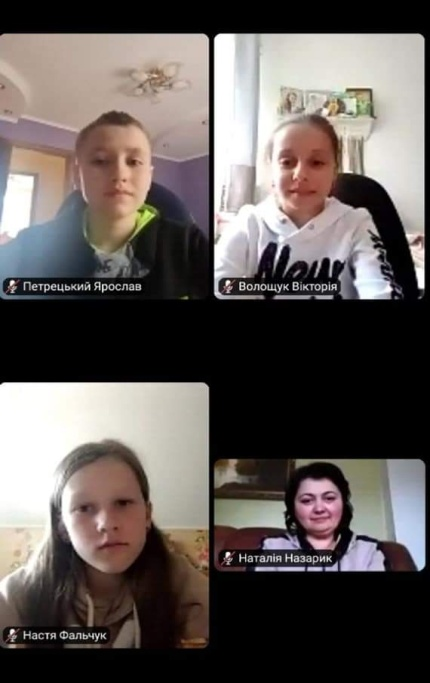 Петрецький Ярослав
Волощук Вікторія
Настя Фальчук
Наталія Назарик